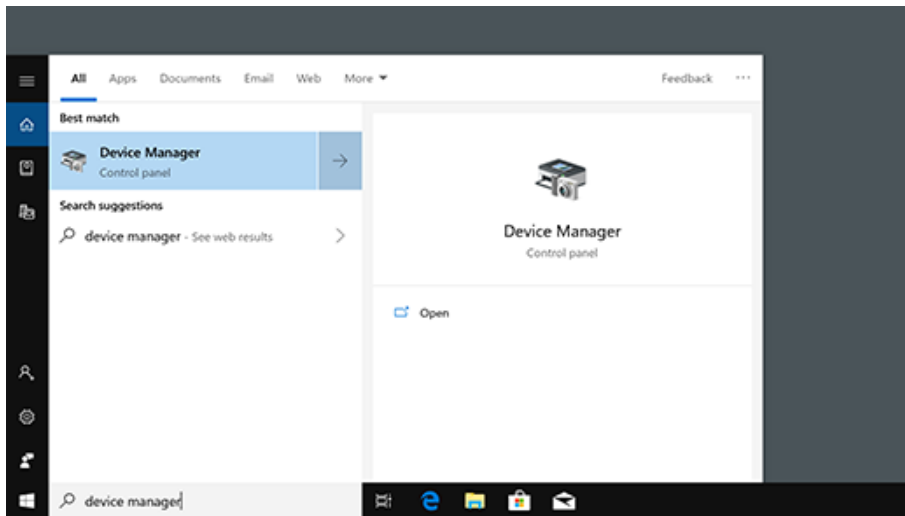 All Apps Documents Email Web More Feedback ...
Best match
Device Manager
Control panel
Search suggestions
device manager - See web results
Device Manager
Control panel
Open
device manager